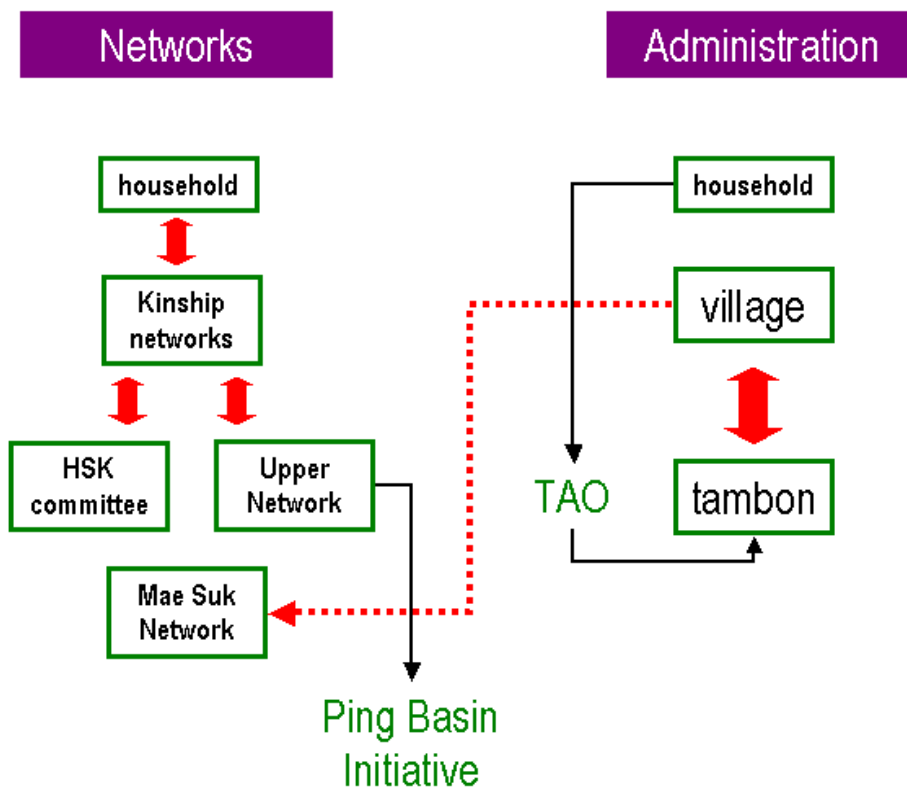 Networks
Administration
household
household
Kinship
networks
village
HSK
committee
Upper
Network
TAO
tambon
Mae Suk
Network
Ping Basin
Initiative